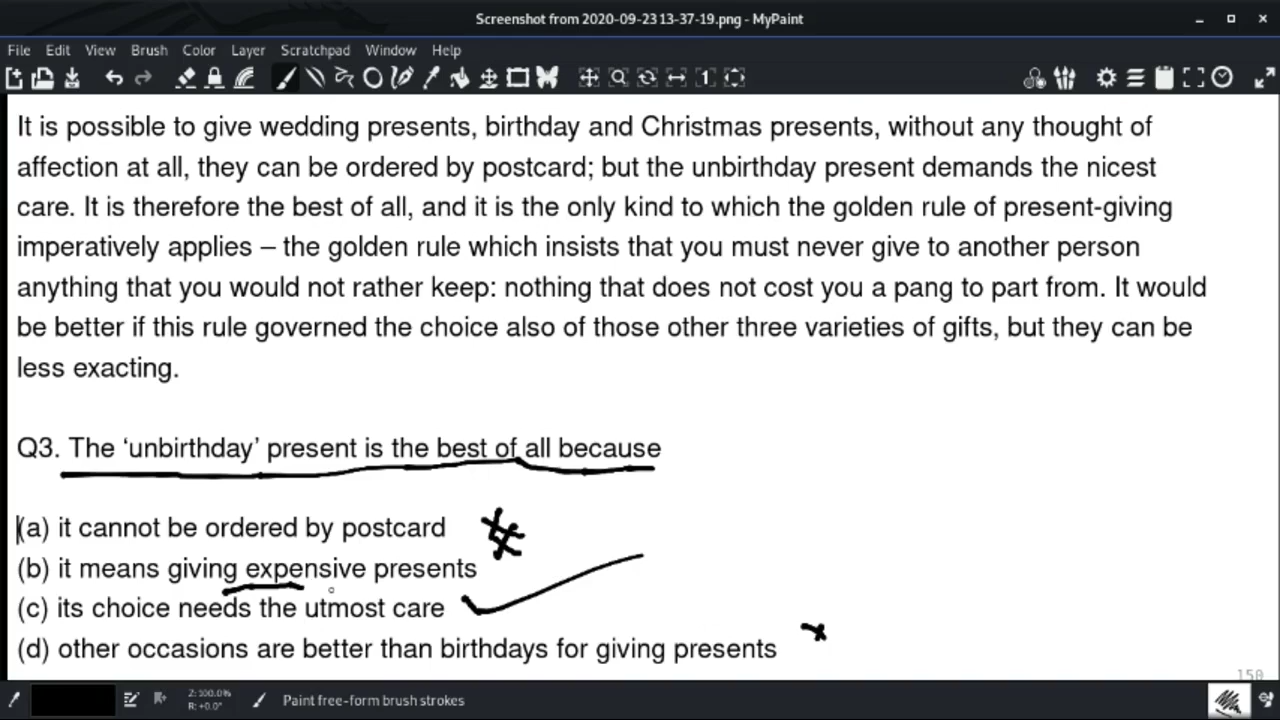 Screenshot from 2020-09-23 13-37-19.png - MyPaint
File Edit View Brush Color Layer Scratchpad Window Help
It is possible to give wedding presents, birthday and Christmas presents, without any thought of
affection at all, they can be ordered by postcard; but the unbirthday present demands the nicest
care. It is therefore the best of all, and it is the only kind to which the golden rule of present-giving
imperatively applies – the golden rule which insists that you must never give to another person
anything that you would not rather keep: nothing that does not cost you a pang to part from. It would
be better if this rule governed the choice also of those other three varieties of gifts, but they can be
less exacting.
Q3. The ‘unbirthday’ present is the best of all because
(a) it cannot be ordered by postcard
(b) it means giving expensive presents
(c) its choice needs the utmost care
(d) other occasions are better than birthdays for giving presents
150
Z: 100.0%
R: +0.0°
Paint free-form brush strokes